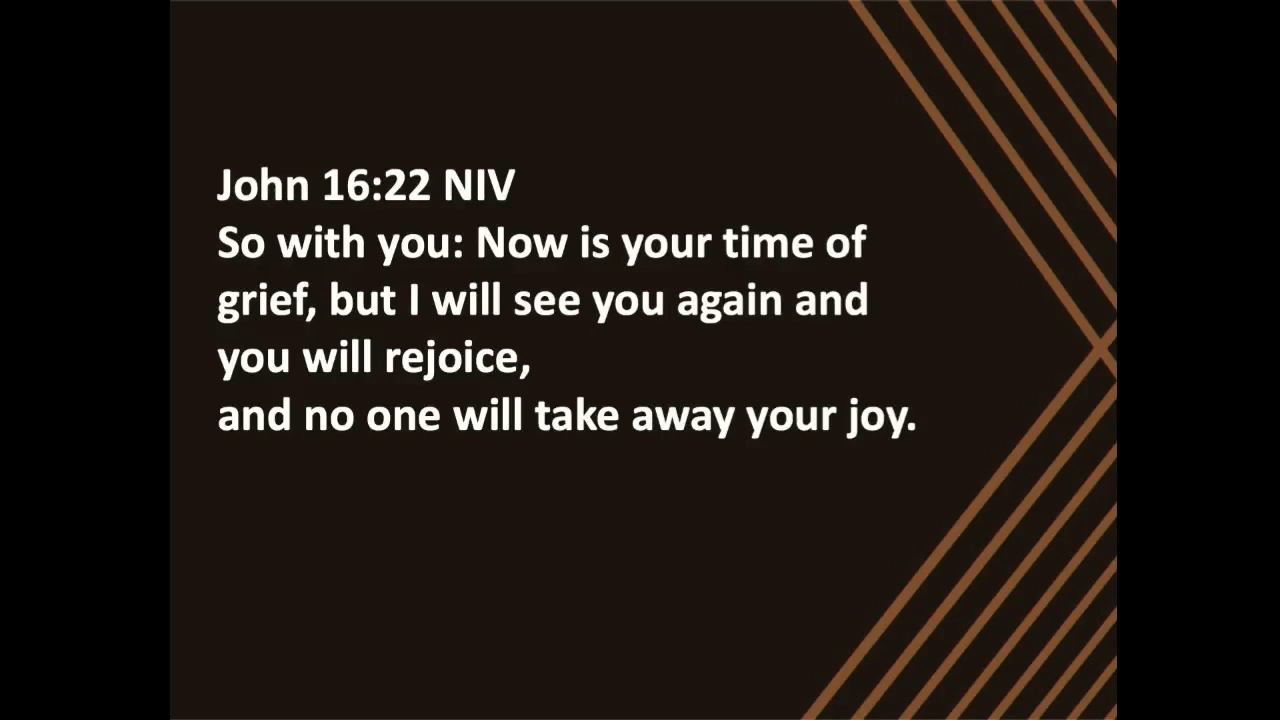 John 16:22 NIV
So with you: Now is your time of
grief, but I will see you again and
you will rejoice,
and no one will take away your joy.